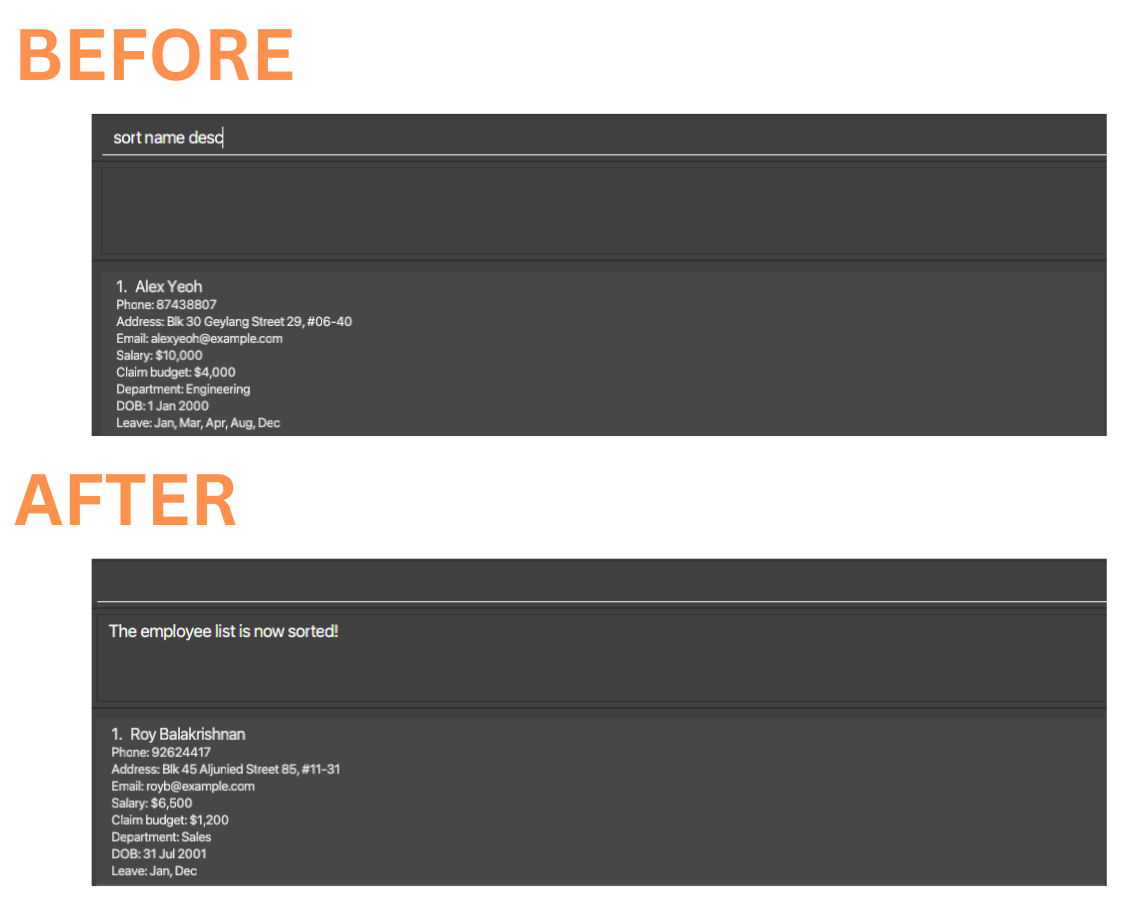 BEFORE
sort name desc
1. Alex Yeoh
Phone: 87438807
Address: Blk 30 Geylang Street 29, #06-40
Email: alexyeoh@example.com
Salary: $10,000
Claim budget: $4,000
Department: Engineering
DOB: 1 Jan 2000
Leave: Jan, Mar, Apr, Aug, Dec
AFTER
The employee list is now sorted!
1. Roy Balakrishnan
Phone: 92624417
Address: Blk 45 Aljunied Street 85, #11-31
Email: royb@example.com
Salary: $6,500
Claim budget: $1,200
Department: Sales
DOB: 31 Jul 2001
Leave: Jan, Dec